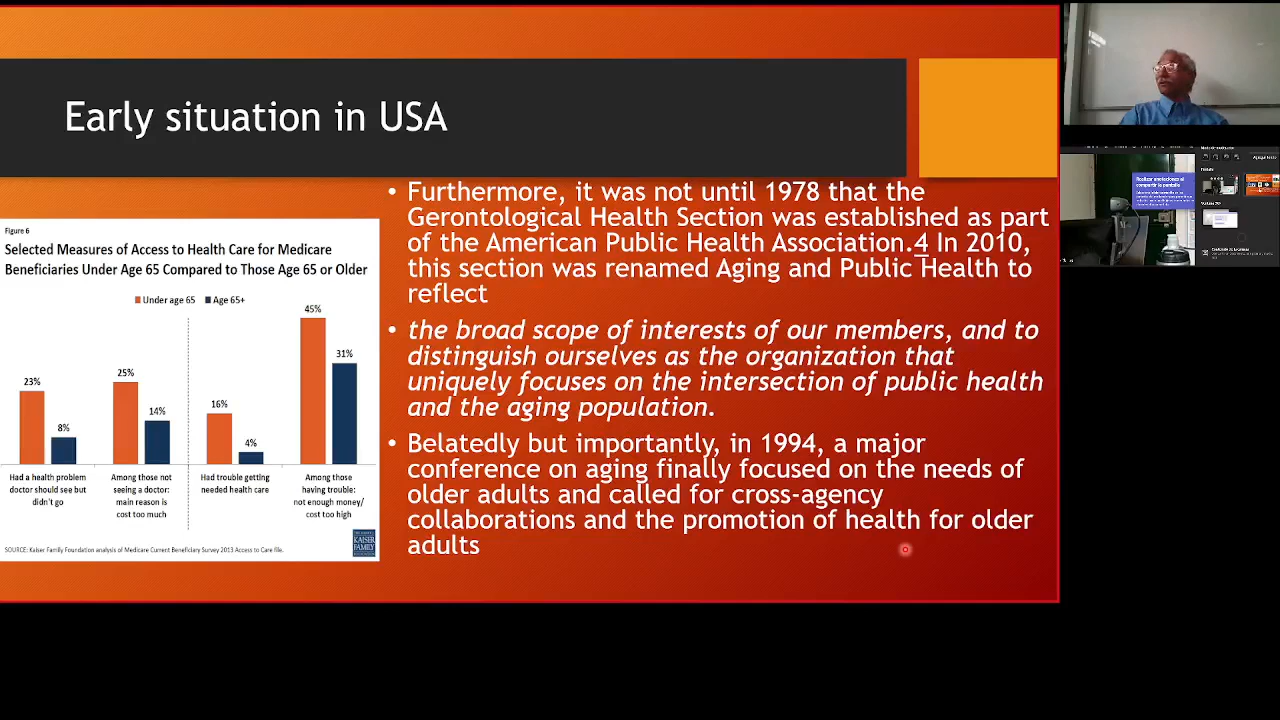 Early situation in USA
• Furthermore, it was not until 1978 that the
Gerontological Health Section was established as part
of the American Public Health Association.4 In 2010,
this section was renamed Aging and Public Health to
reflect
• the broad scope of interests of our members, and to
distinguish ourselves as the organization that
uniquely focuses on the intersection of public health
and the aging population.
• Belatedly but importantly, in 1994, a major
conference on aging finally focused on the needs of
older adults and called for cross-agency
collaborations and the promotion of health for older
adults
Figure 6
Selected Measures of Access to Health Care for Medicare
Beneficiaries Under Age 65 Compared to Those Age 65 or Older
Under age 65 Age 65+
23% 8% 25% 14% 16% 4% 45% 31%
Had a health problem
doctor should see but
didn't go
Among those not
seeing a doctor:
main reason is
cost too much
Had trouble getting
needed health care
Among those
having trouble:
not enough money/
cost too high
SOURCE: Kaiser Family Foundation analysis of Medicare Current Beneficiary Survey 2013 Access to Care file.
KAISER
FAMILY
Realizar anotaciones al
compartir la pantalla